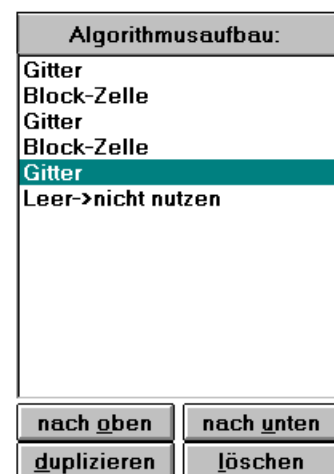 Algorithmusaufbau:
Gitter
Block-Zelle
Gitter
Block-Zelle
Gitter
Leer->nicht nutzen
nach oben nach unten
duplizieren löschen